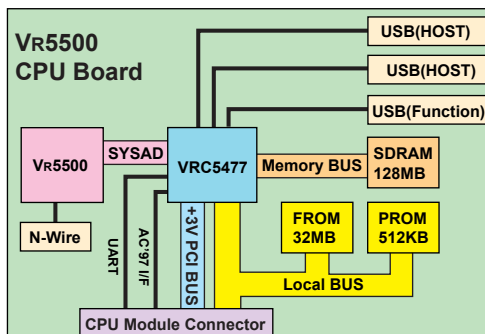 VR5500
CPU Board
USB(HOST)
USB(HOST)
USB(Function)
VR5500
SYSAD
VRC5477
Memory BUS
SDRAM
128MB
N-Wire
UART
AC'97 I/F
+3V PCI BUS
FROM
32MB
PROM
512KB
Local BUS
CPU Module Connector